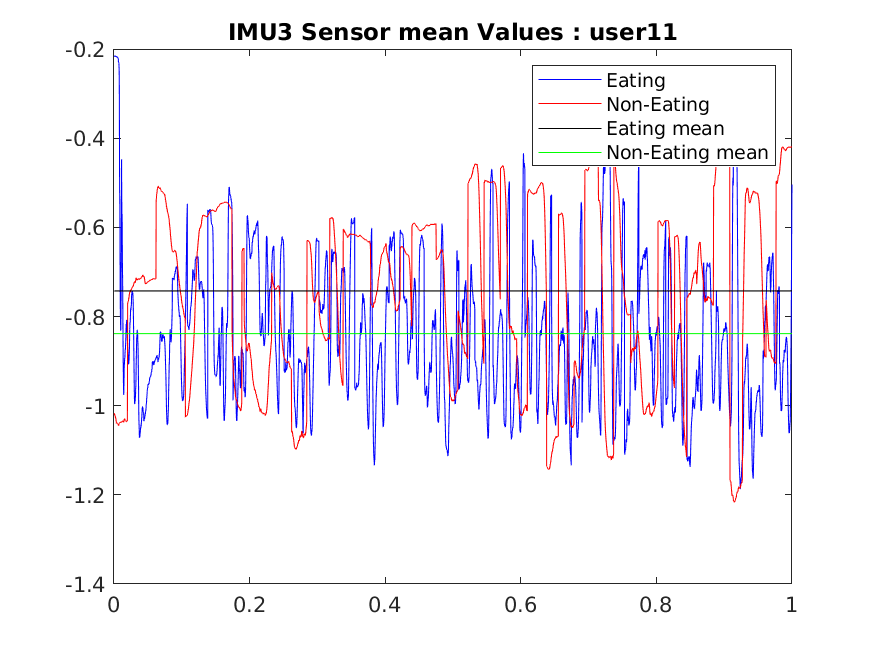 IMU3 Sensor mean Values : user11
-0.2
-0.4
-0.6
-0.8
-1
-1.2
-1.4
0
0.2
0.4
0.6
0.8
1
Eating
Non-Eating
Eating mean
Non-Eating mean